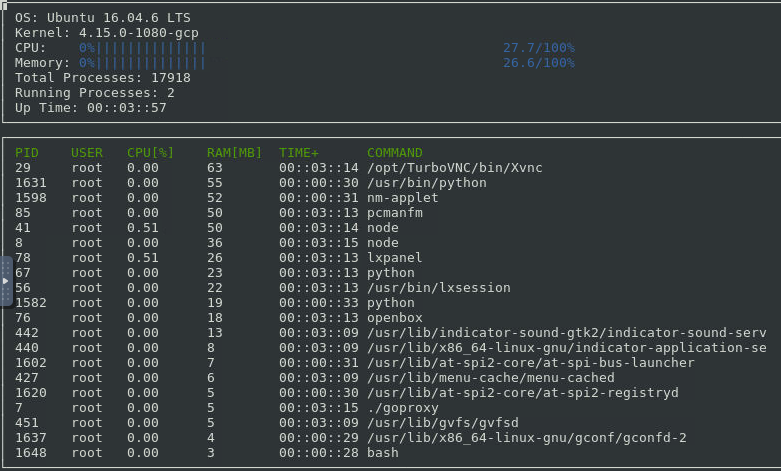 OS: Ubuntu 16.04.6 LTS
Kernel: 4.15.0-1080-gcp
CPU: 0%|||||||||||||| 27.7/100%
Memory: 0%|||||||||||||| 26.6/100%
Total Processes: 17918
Running Processes: 2
Up Time: 00::03::57
PID USER CPU[%] RAM[MB] TIME+ COMMAND
29 root 0.00 63 00::03::14 /opt/TurboVNC/bin/Xvnc
1631 root 0.00 55 00::00::30 /usr/bin/python
1598 root 0.00 52 00::00::31 nm-applet
85 root 0.00 50 00::03::13 pcmanfm
41 root 0.51 50 00::03::14 node
8 root 0.00 36 00::03::15 node
78 root 0.51 26 00::03::13 lxpanel
67 root 0.00 23 00::03::13 python
56 root 0.00 22 00::03::13 /usr/bin/lxsession
1582 root 0.00 19 00::00::33 python
76 root 0.00 18 00::03::13 openbox
442 root 0.00 13 00::03::09 /usr/lib/indicator-sound-gtk2/indicator-sound-serv
440 root 0.00 8 00::03::09 /usr/lib/x86_64-linux-gnu/indicator-application-se
1602 root 0.00 7 00::00::31 /usr/lib/at-spi2-core/at-spi-bus-launcher
427 root 0.00 6 00::03::09 /usr/lib/menu-cache/menu-cached
1620 root 0.00 5 00::00::30 /usr/lib/at-spi2-core/at-spi2-registryd
7 root 0.00 5 00::03::15 ./goproxy
451 root 0.00 5 00::03::09 /usr/lib/gvfs/gvfsd
1637 root 0.00 4 00::00::29 /usr/lib/x86_64-linux-gnu/gconf/gconfd-2
1648 root 0.00 3 00::00::28 bash